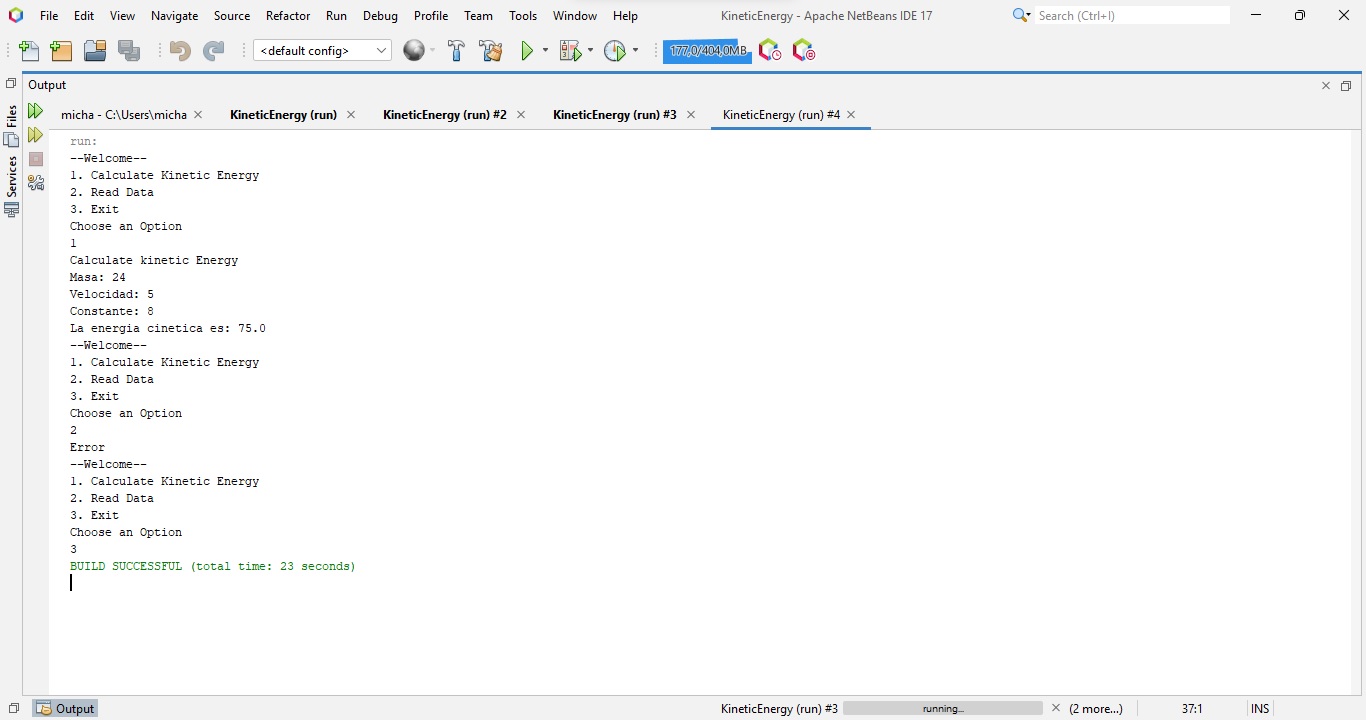 File Edit View Navigate Source Refactor Run Debug Profile Team Tools Window Help KineticEnergy - Apache NetBeans IDE 17 Search (Ctrl+I)
<default config> 177,0/404,0MB
Output
Files
Services
micha - C:\Users\micha KineticEnergy (run) KineticEnergy (run) #2 KineticEnergy (run) #3 KineticEnergy (run) #4
run:
--Welcome--
1. Calculate Kinetic Energy
2. Read Data
3. Exit
Choose an Option
1
Calculate kinetic Energy
Masa: 24
Velocidad: 5
Constante: 8
La energia cinetica es: 75.0
--Welcome--
1. Calculate Kinetic Energy
2. Read Data
3. Exit
Choose an Option
2
Error
--Welcome--
1. Calculate Kinetic Energy
2. Read Data
3. Exit
Choose an Option
3
BUILD SUCCESSFUL (total time: 23 seconds)
Output KineticEnergy (run) #3 running... (2 more...) 37:1 INS